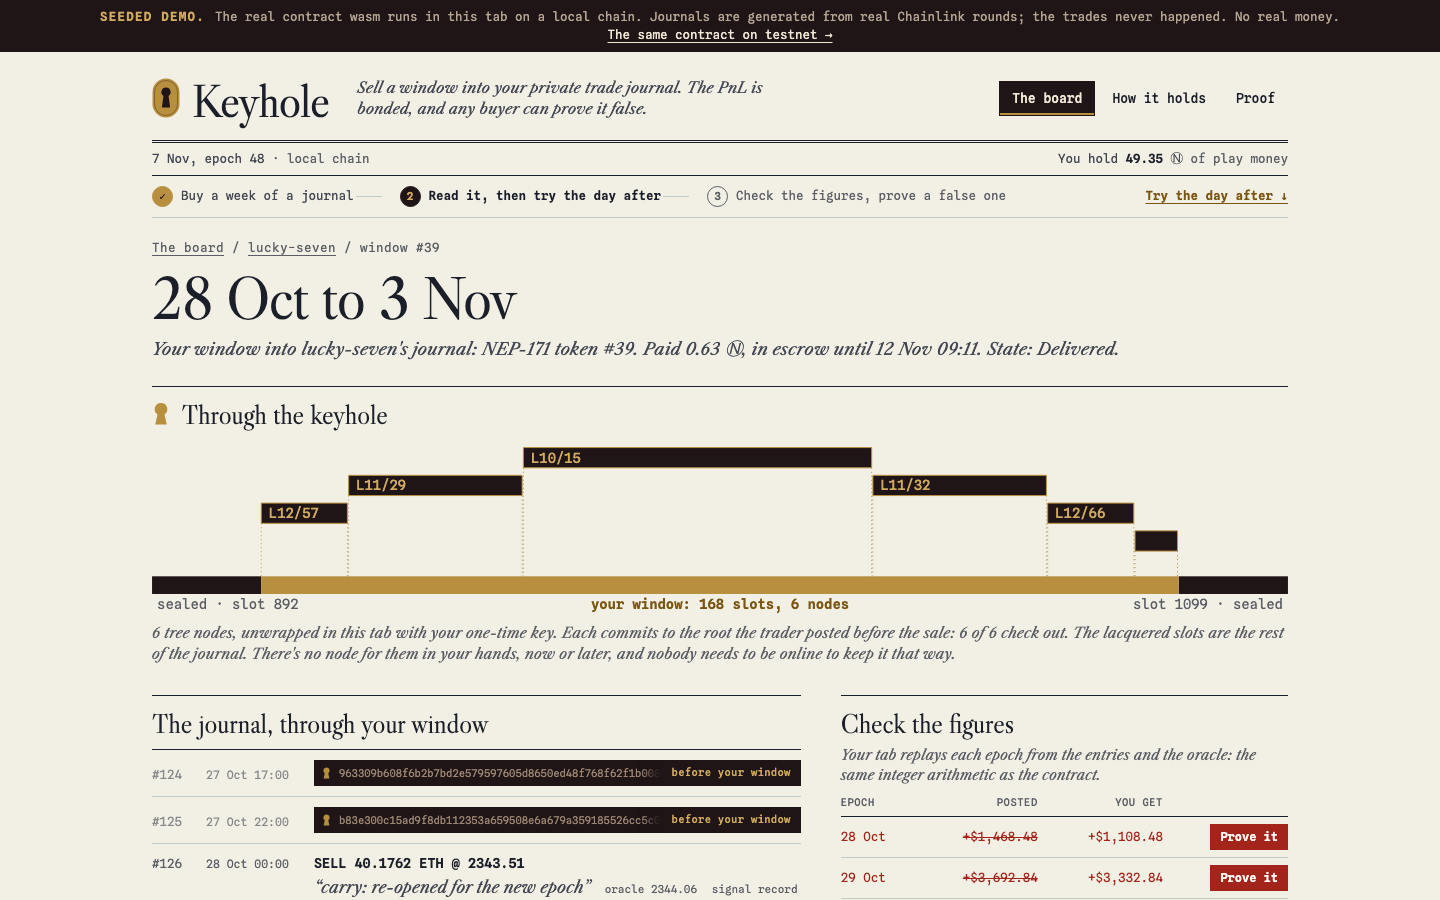 SEEDED DEMO. The real contract wasm runs in this tab on a local chain. Journals are generated from real Chainlink rounds; the trades never happened. No real money.
The same contract on testnet →
Keyhole
Sell a window into your private trade journal. The PnL is
bonded, and any buyer can prove it false.
The board How it holds Proof
7 Nov, epoch 48 · local chain
You hold 49.35 Ⓝ of play money
✓ Buy a week of a journal
2 Read it, then try the day after
3 Check the figures, prove a false one
Try the day after ↓
The board / lucky-seven / window #39
28 Oct to 3 Nov
Your window into lucky-seven's journal: NEP-171 token #39. Paid 0.63 Ⓝ, in escrow until 12 Nov 09:11. State: Delivered.
Through the keyhole
L10/15
L11/29 L11/32
L12/57 L12/66
sealed · slot 892 your window: 168 slots, 6 nodes slot 1099 · sealed
6 tree nodes, unwrapped in this tab with your one-time key. Each commits to the root the trader posted before the sale: 6 of 6 check out. The lacquered slots are the rest
of the journal. There's no node for them in your hands, now or later, and nobody needs to be online to keep it that way.
The journal, through your window
#124 27 Oct 17:00 963309b608f6b2b7bd2e579597605d8650ed48f768f62f1b00 before your window
#125 27 Oct 22:00 b83e300c15ad9f8db112353a659508e6a679a359185526cc5c before your window
#126 28 Oct 00:00 SELL 40.1762 ETH @ 2343.51
“carry: re-opened for the new epoch” oracle 2344.06 signal record
Check the figures
Your tab replays each epoch from the entries and the oracle: the
same integer arithmetic as the contract.
EPOCH POSTED YOU GET
28 Oct +$1,468.48 +$1,108.48 Prove it
29 Oct +$3,692.84 +$3,332.84 Prove it